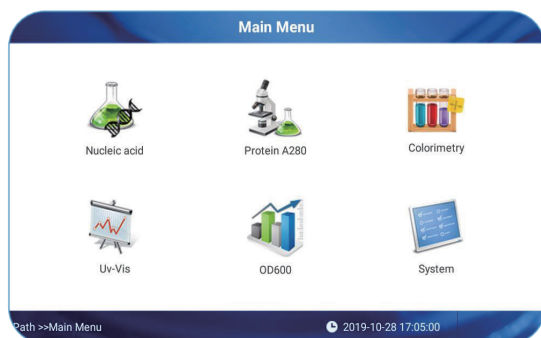 Main Menu
Nucleic acid
Protein A280
Colorimetry
Uv-Vis
OD600
System
Path >>Main Menu
2019-10-28 17:05:00